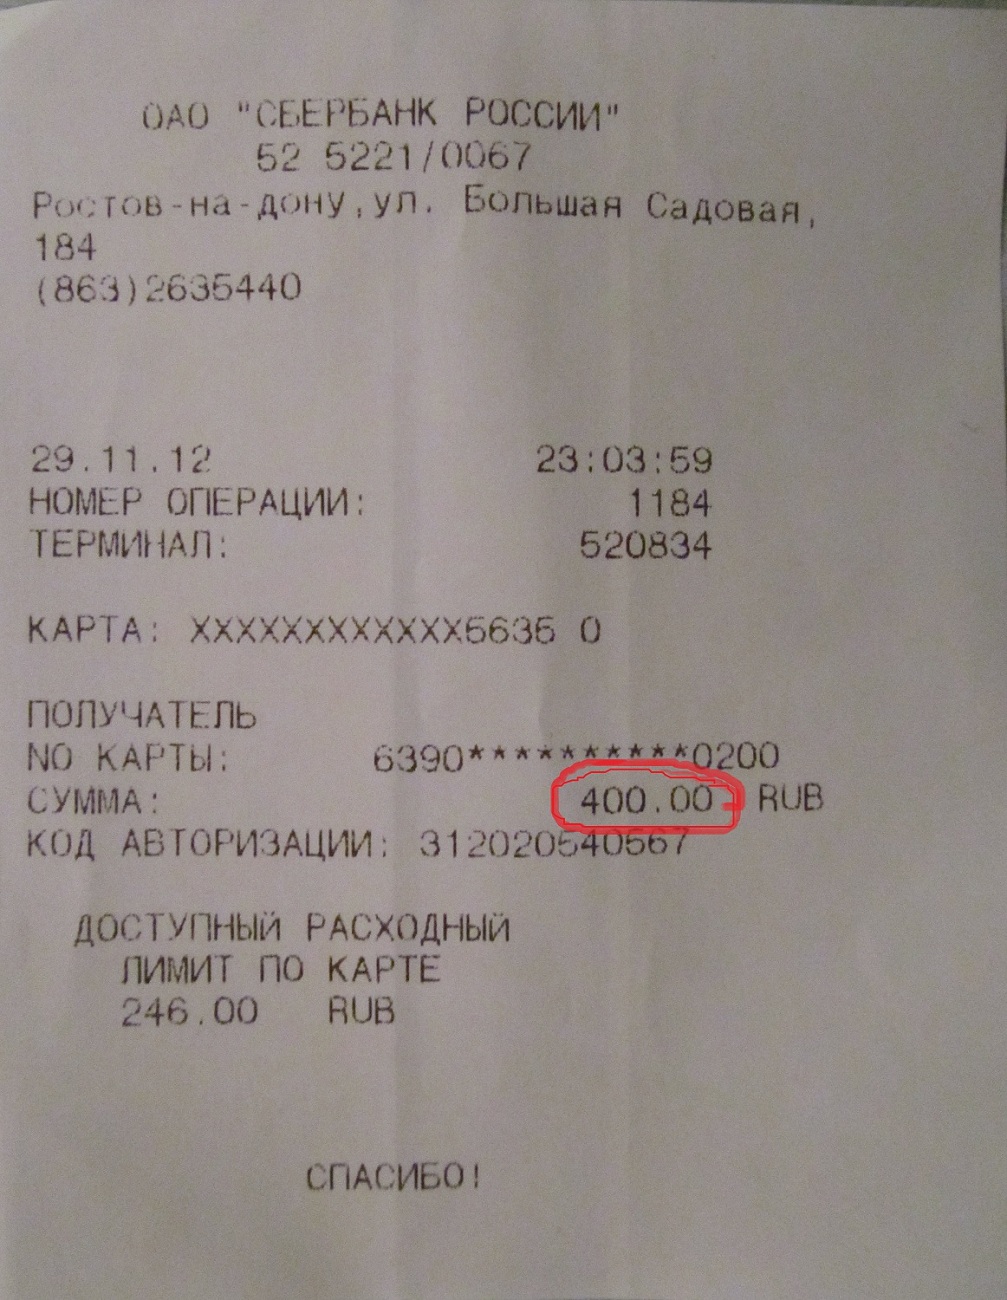 ОАО "СБЕРБАНК РОССИИ"
52 5221/0067
Ростов-на-дону,ул. Большая Садовая,
184
(863)2635440
29.11.12 23:03:59
НОМЕР ОПЕРАЦИИ: 1184
ТЕРМИНАЛ: 520834
КАРТА: XXXXXXXXXXXX5635 0
ПОЛУЧАТЕЛЬ
NO КАРТЫ: 6390**********0200
СУММА: 400.00 RUB
КОД АВТОРИЗАЦИИ: 312020540567
ДОСТУПНЫЙ РАСХОДНЫЙ
ЛИМИТ ПО КАРТЕ
246.00 RUB
СПАСИБО!